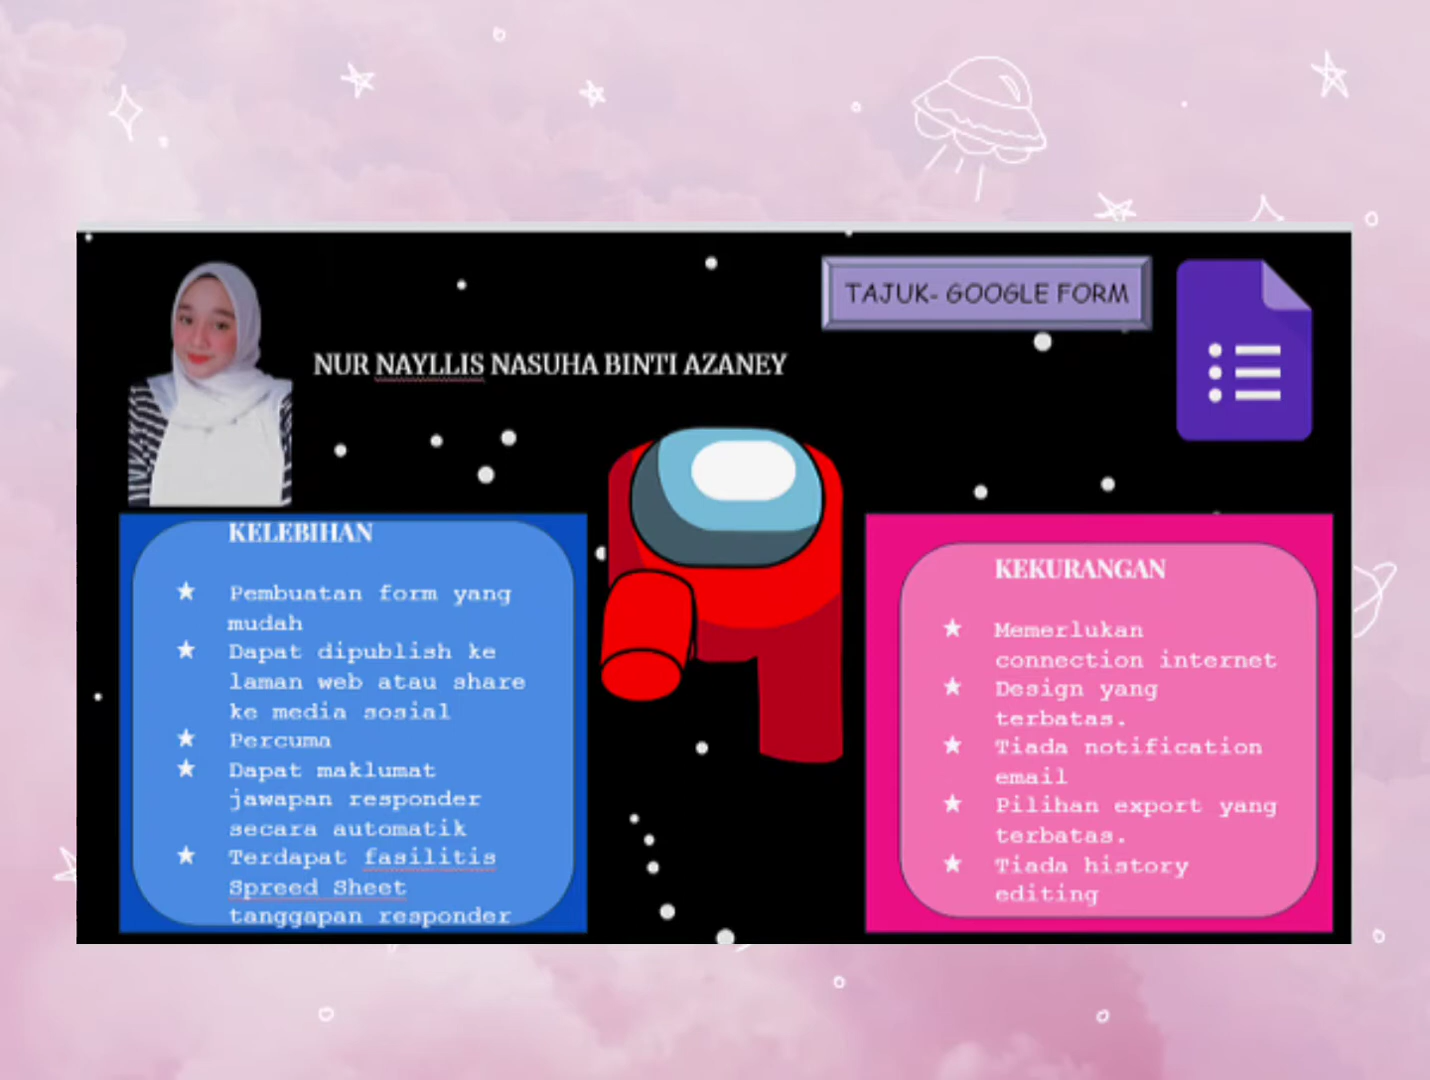 TAJUK- GOOGLE FORM
NUR NAYLLIS NASUHA BINTI AZANEY
KELEBIHAN
★ Pembuatan form yang
mudah
★ Dapat dipublish ke
laman web atau share
ke media sosial
★ Percuma
★ Dapat maklumat
jawapan responder
secara automatik
★ Terdapat fasilitis
Spreed Sheet
tanggapan responder
KEKURANGAN
★ Memerlukan
connection internet
★ Design yang
terbatas.
★ Tiada notification
email
★ Pilihan export yang
terbatas.
★ Tiada history
editing